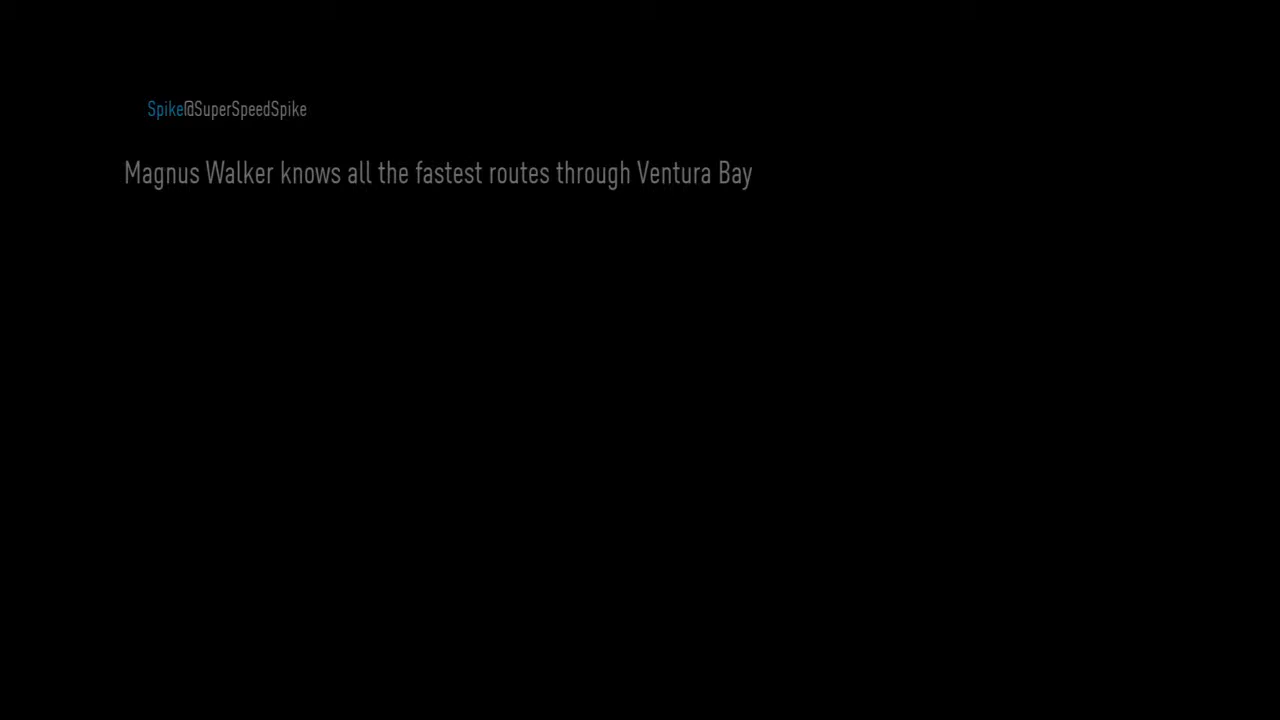 Spike@SuperSpeedSpike
Magnus Walker knows all the fastest routes through Ventura Bay